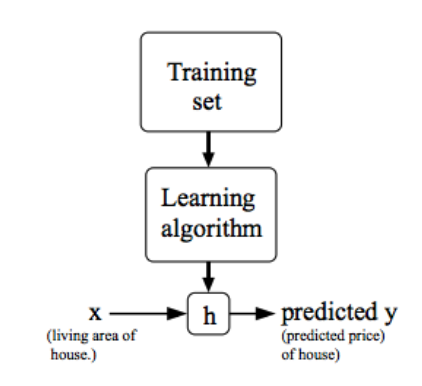 Training
set
Learning
algorithm
x
(living area of
house.)
h
predicted y
(predicted price)
of house)